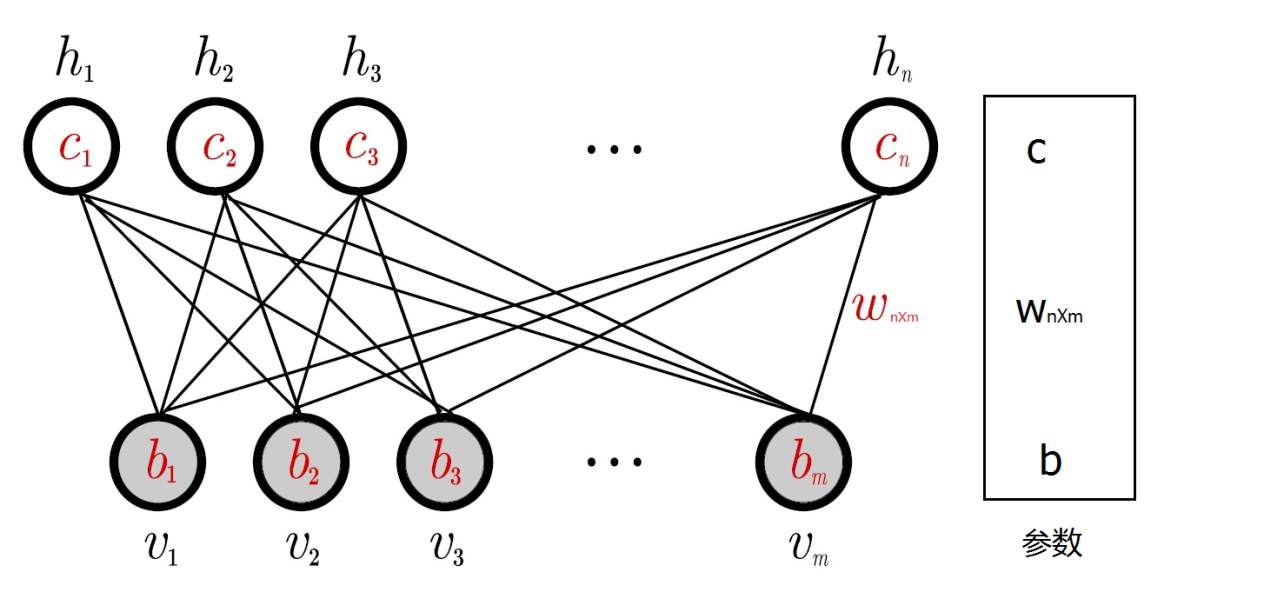 h₁ h₂ h₃ hₙ
c₁ c₂ c₃ ... cₙ c
w nXm WnXm
b₁ b₂ b₃ ... bₘ b
v₁ v₂ v₃ vₘ 参数